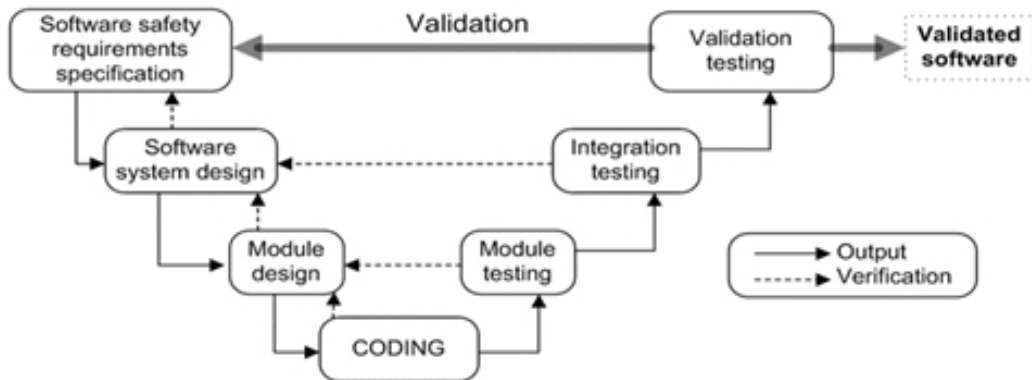 Software safety
requirements
specification
Validation
Validation
testing
Validated
software
Software
system design
Integration
testing
Module
design
Module
testing
Output
Verification
CODING